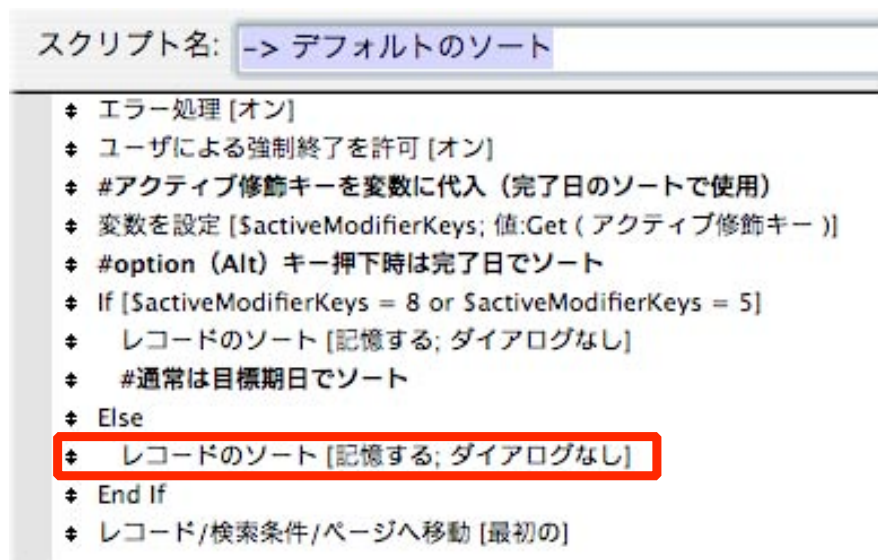 スクリプト名: -> デフォルトのソート
エラー処理 [オン]
ユーザによる強制終了を許可 [オン]
#アクティブ修飾キーを変数に代入（完了日のソートで使用）
変数を設定 [$activeModifierKeys; 値:Get ( アクティブ修飾キー )]
#option（Alt）キー押下時は完了日でソート
If [$activeModifierKeys = 8 or $activeModifierKeys = 5]
レコードのソート [記憶する; ダイアログなし]
#通常は目標期日でソート
Else
レコードのソート [記憶する; ダイアログなし]
End If
レコード/検索条件/ページへ移動 [最初の]